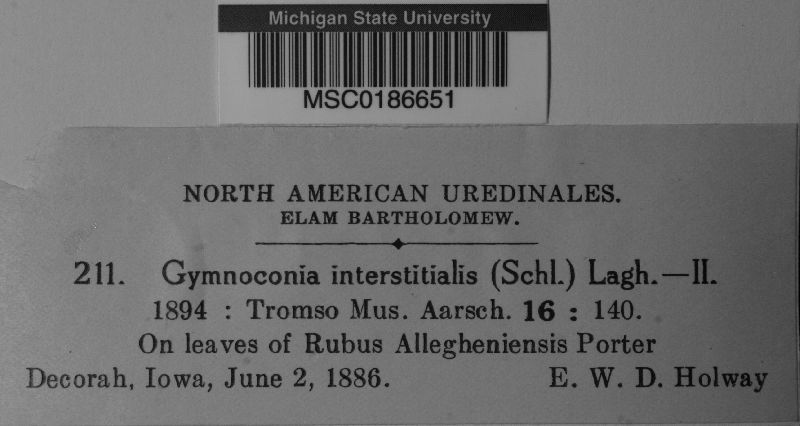 Michigan State University
MSC0186651
NORTH AMERICAN UREDINALES.
ELAM BARTHOLOMEW.
211. Gymnoconia interstitialis (Schl.) Lagh.—II.
1894 : Tromso Mus. Aarsch. 16 : 140.
On leaves of Rubus Allegheniensis Porter
Decorah, Iowa, June 2, 1886. E. W. D. Holway